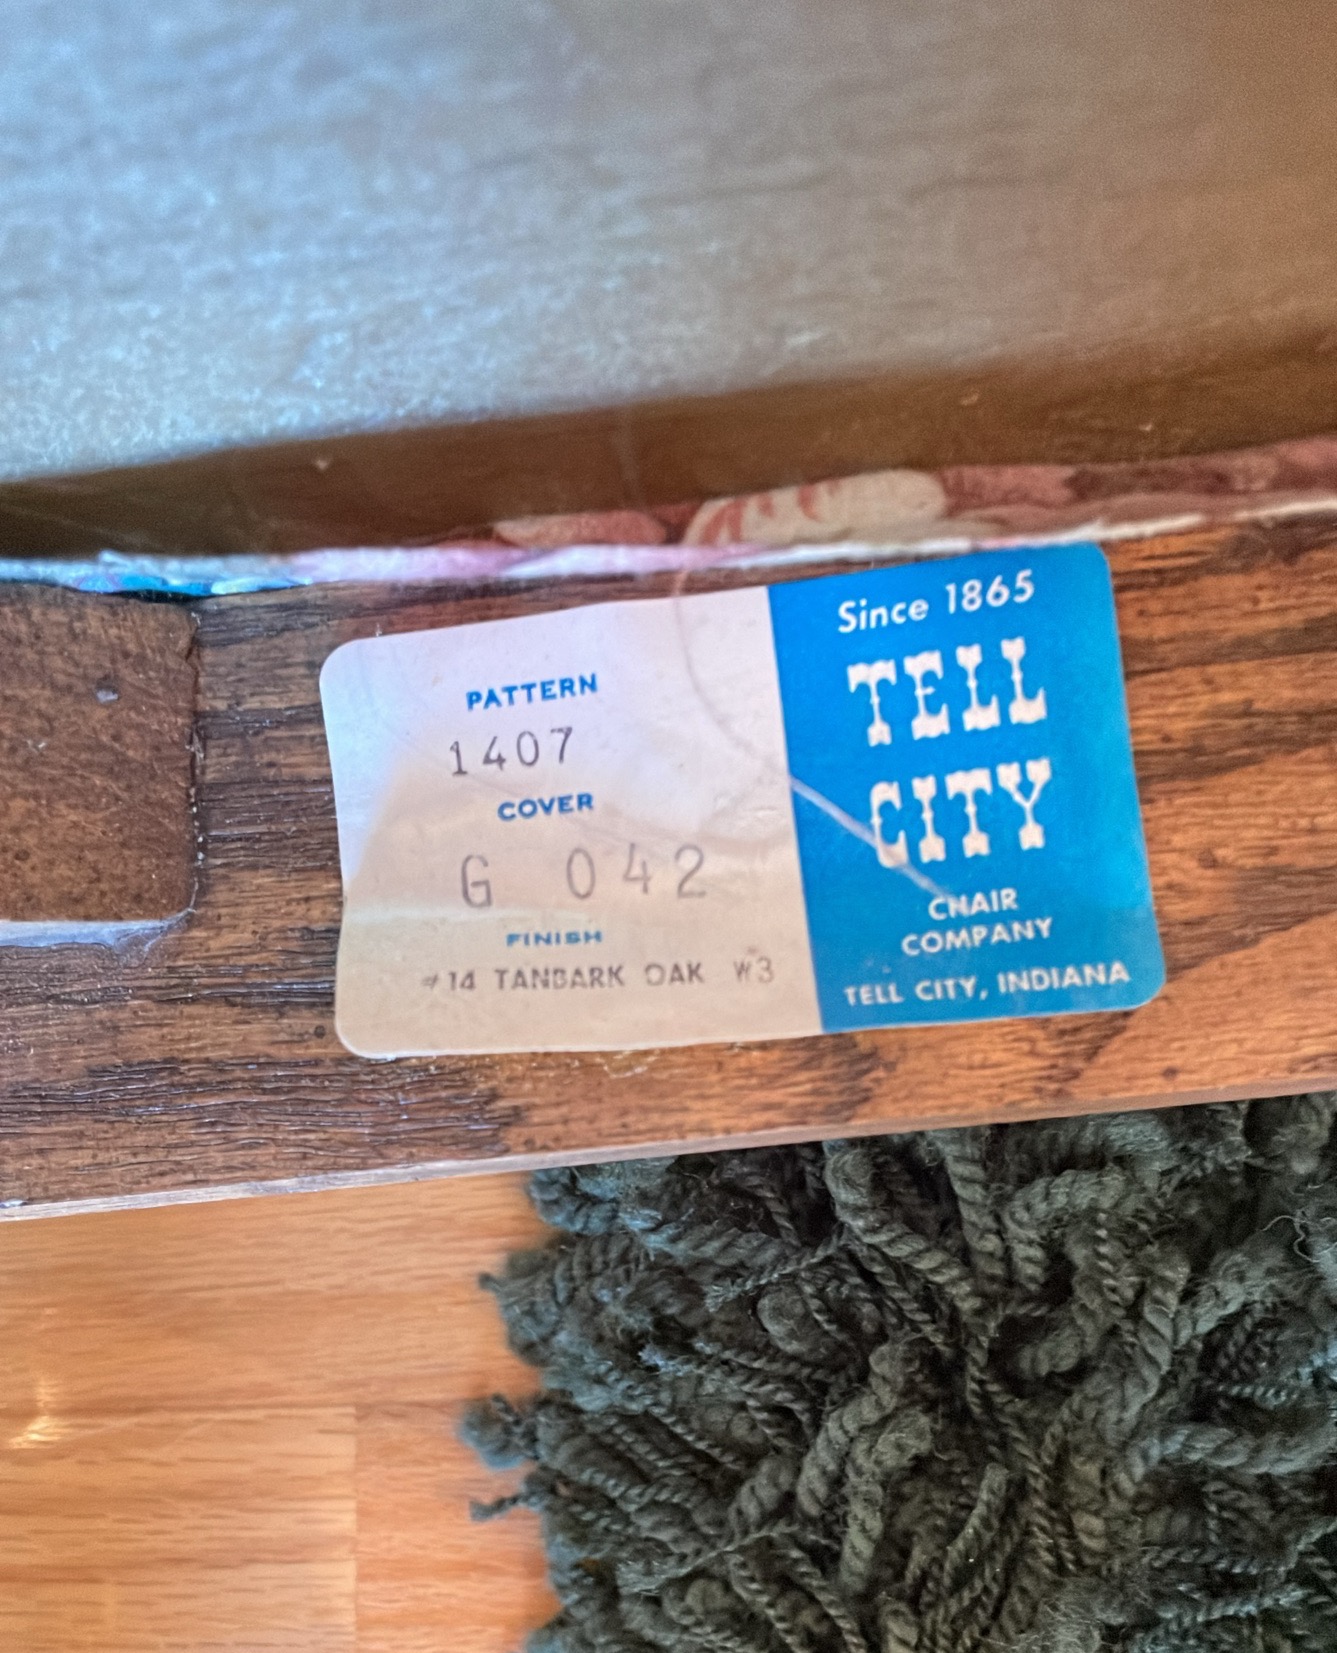 PATTERN
1407
COVER
G 042
FINISH
#14 TANBARK OAK W3
Since 1865
TELL
CITY
CHAIR
COMPANY
TELL CITY, INDIANA